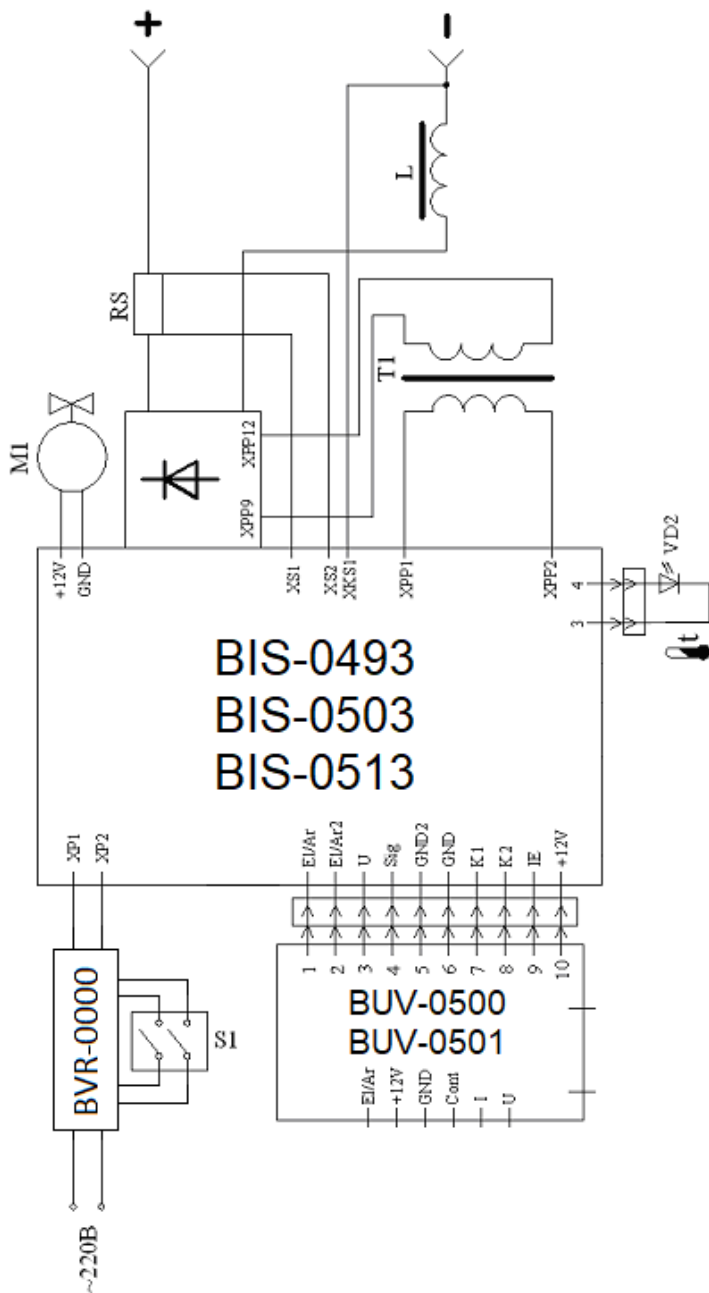 +
-
RS
L
M1
T1
XPP12
XPP9
+12V
GND
XS1
XS2
XKS1
XPP1
XPP2
4
3
VD2
t
BIS-0493
BIS-0503
BIS-0513
XP1
XP2
El/Ar
El/Ar2
U
Sig
GND2
GND
K1
K2
IE
+12V
1
2
3
4
5
6
7
8
9
10
BVR-0000
S1
BUV-0500
BUV-0501
El/Ar
+12V
GND
Cont
I
U
~220В